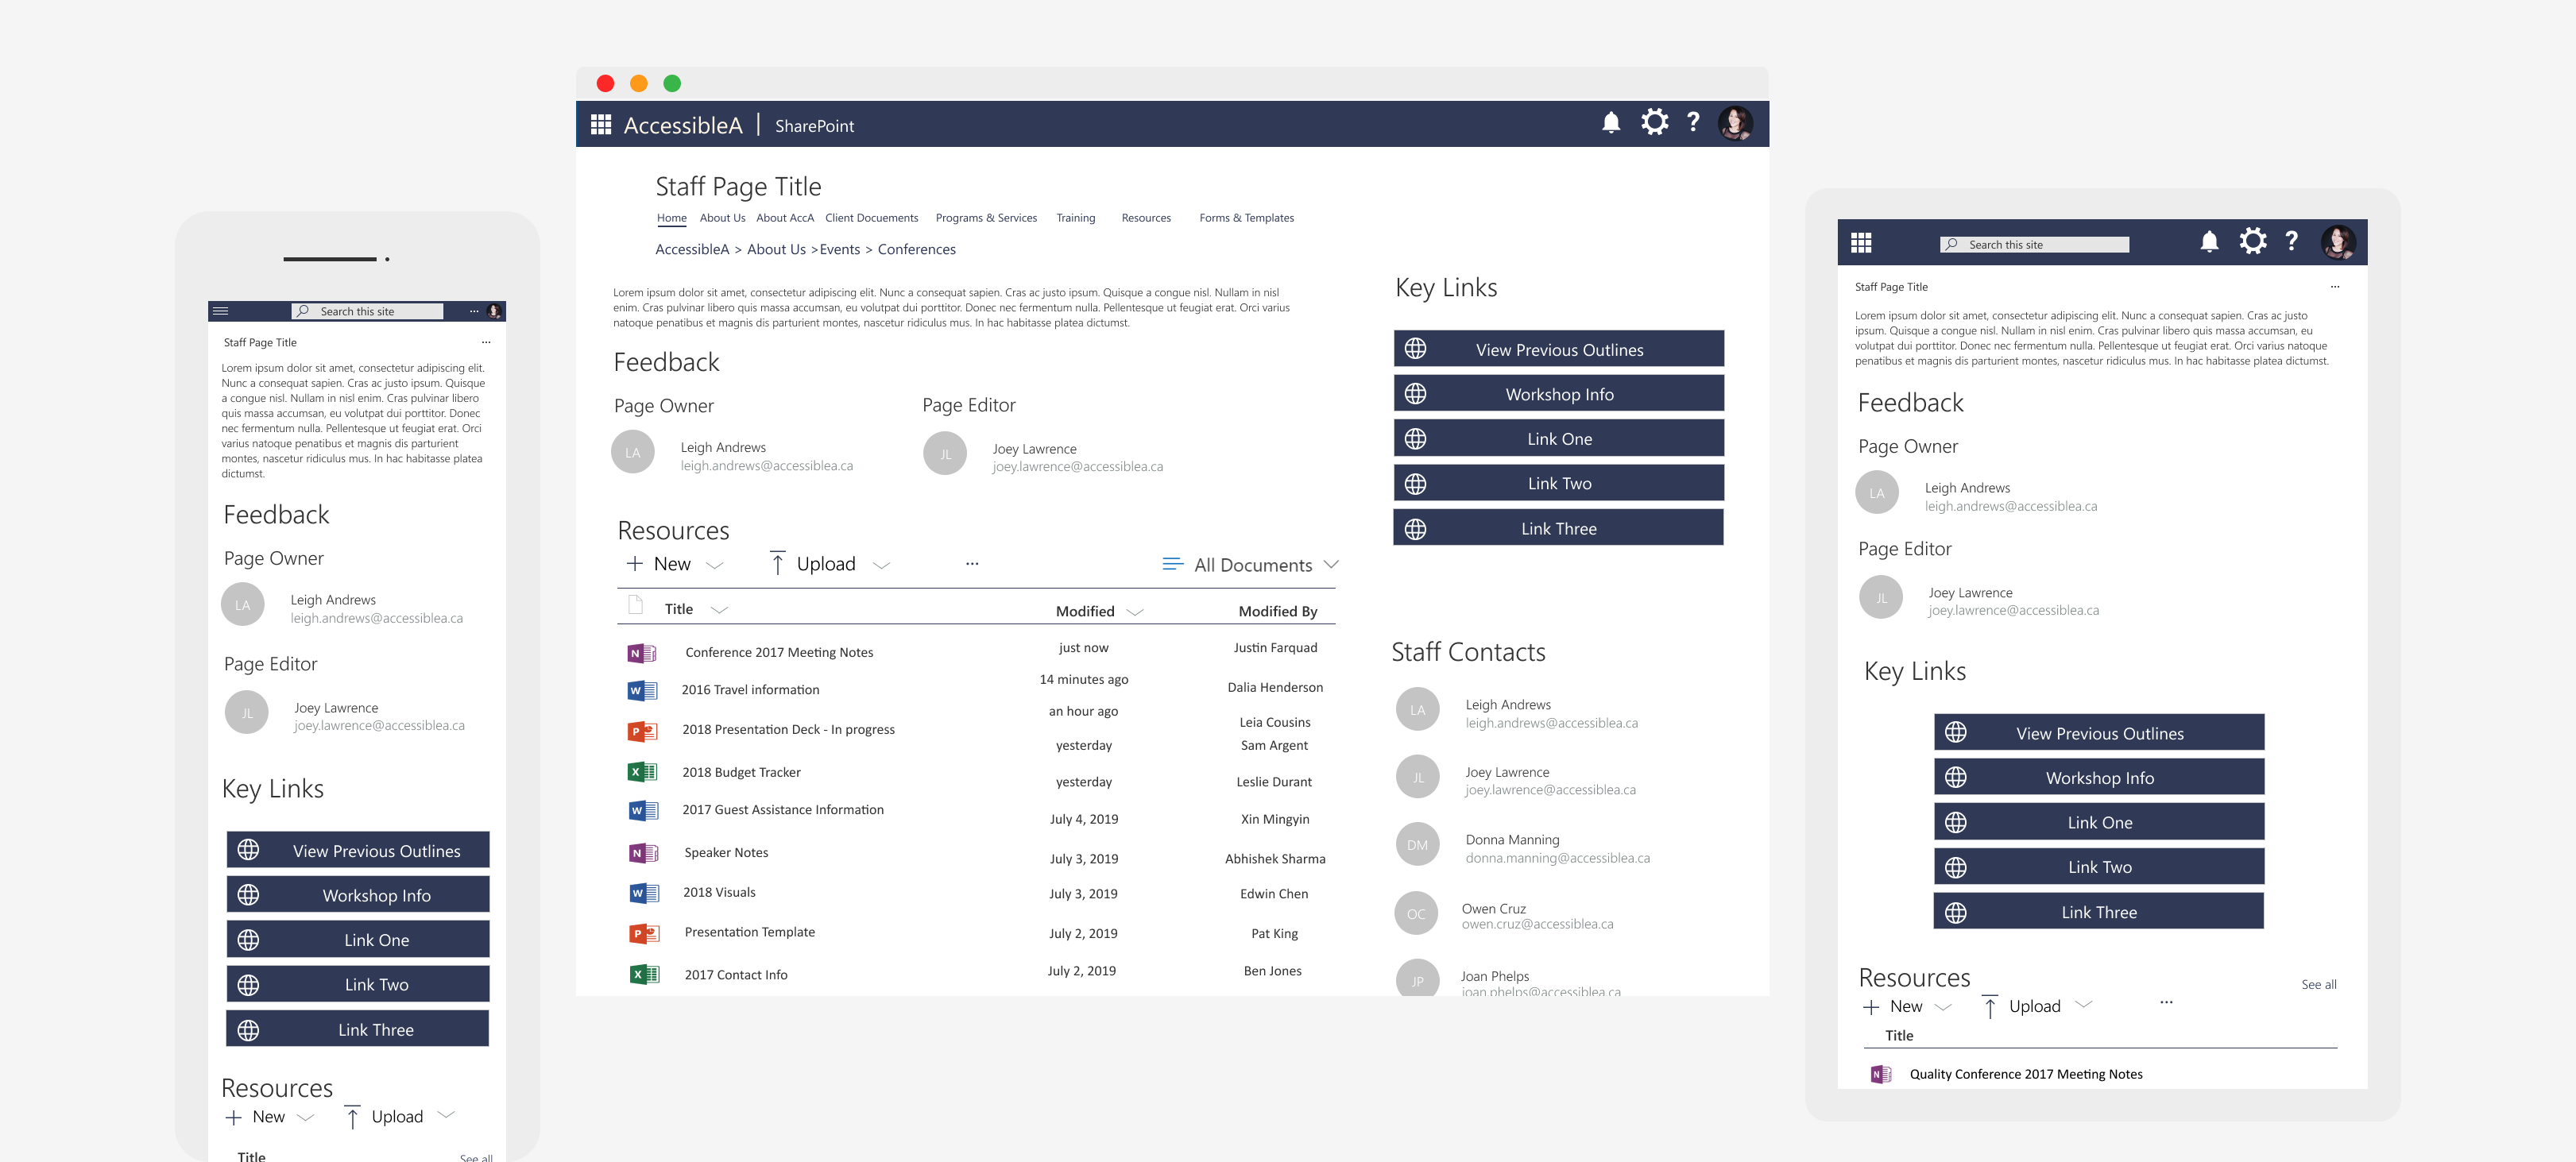 Search this site
...
Staff Page Title
...
Lorem ipsum dolor sit amet, consectetur adipiscing elit.
Nunc a consequat sapien. Cras ac justo ipsum. Quisque
a congue nisl. Nullam in nisl enim. Cras pulvinar libero
quis massa accumsan, eu volutpat dui porttitor. Donec
nec fermentum nulla. Pellentesque ut feugiat erat. Orci
varius natoque penatibus et magnis dis parturient
montes, nascetur ridiculus mus. In hac habitasse platea
dictumst.
Feedback
Page Owner
LA
Leigh Andrews
leigh.andrews@accessiblea.ca
Page Editor
JL
Joey Lawrence
joey.lawrence@accessiblea.ca
Key Links
View Previous Outlines
Workshop Info
Link One
Link Two
Link Three
Resources
New
Upload
Title
See all
AccessibleA | SharePoint
?
Staff Page Title
Home About Us About AccA Client Docuements Programs & Services Training Resources Forms & Templates
AccessibleA > About Us >Events > Conferences
Lorem ipsum dolor sit amet, consectetur adipiscing elit. Nunc a consequat sapien. Cras ac justo ipsum. Quisque a congue nisl. Nullam in nisl
enim. Cras pulvinar libero quis massa accumsan, eu volutpat dui porttitor. Donec nec fermentum nulla. Pellentesque ut feugiat erat. Orci varius
natoque penatibus et magnis dis parturient montes, nascetur ridiculus mus. In hac habitasse platea dictumst.
Feedback
Page Owner
LA
Leigh Andrews
leigh.andrews@accessiblea.ca
Page Editor
JL
Joey Lawrence
joey.lawrence@accessiblea.ca
Resources
New Upload ... All Documents
Title Modified Modified By
N Conference 2017 Meeting Notes just now Justin Farquad
W 2016 Travel information 14 minutes ago Dalia Henderson
P 2018 Presentation Deck - In progress an hour ago Leia Cousins
X 2018 Budget Tracker yesterday Sam Argent
W 2017 Guest Assistance Information yesterday Leslie Durant
N Speaker Notes July 4, 2019 Xin Mingyin
W 2018 Visuals July 3, 2019 Abhishek Sharma
P Presentation Template July 3, 2019 Edwin Chen
X 2017 Contact Info July 2, 2019 Pat King
July 2, 2019 Ben Jones
Key Links
View Previous Outlines
Workshop Info
Link One
Link Two
Link Three
Staff Contacts
LA
Leigh Andrews
leigh.andrews@accessiblea.ca
JL
Joey Lawrence
joey.lawrence@accessiblea.ca
DM
Donna Manning
donna.manning@accessiblea.ca
OC
Owen Cruz
owen.cruz@accessiblea.ca
JP
Joan Phelps
joan.phelps@accessiblea.ca
Search this site
?
Staff Page Title
...
Lorem ipsum dolor sit amet, consectetur adipiscing elit. Nunc a consequat sapien. Cras ac justo
ipsum. Quisque a congue nisl. Nullam in nisl enim. Cras pulvinar libero quis massa accumsan, eu
volutpat dui porttitor. Donec nec fermentum nulla. Pellentesque ut feugiat erat. Orci varius natoque
penatibus et magnis dis parturient montes, nascetur ridiculus mus. In hac habitasse platea dictumst.
Feedback
Page Owner
LA
Leigh Andrews
leigh.andrews@accessiblea.ca
Page Editor
JL
Joey Lawrence
joey.lawrence@accessiblea.ca
Key Links
View Previous Outlines
Workshop Info
Link One
Link Two
Link Three
Resources
See all
New Upload ...
Title
N Quality Conference 2017 Meeting Notes